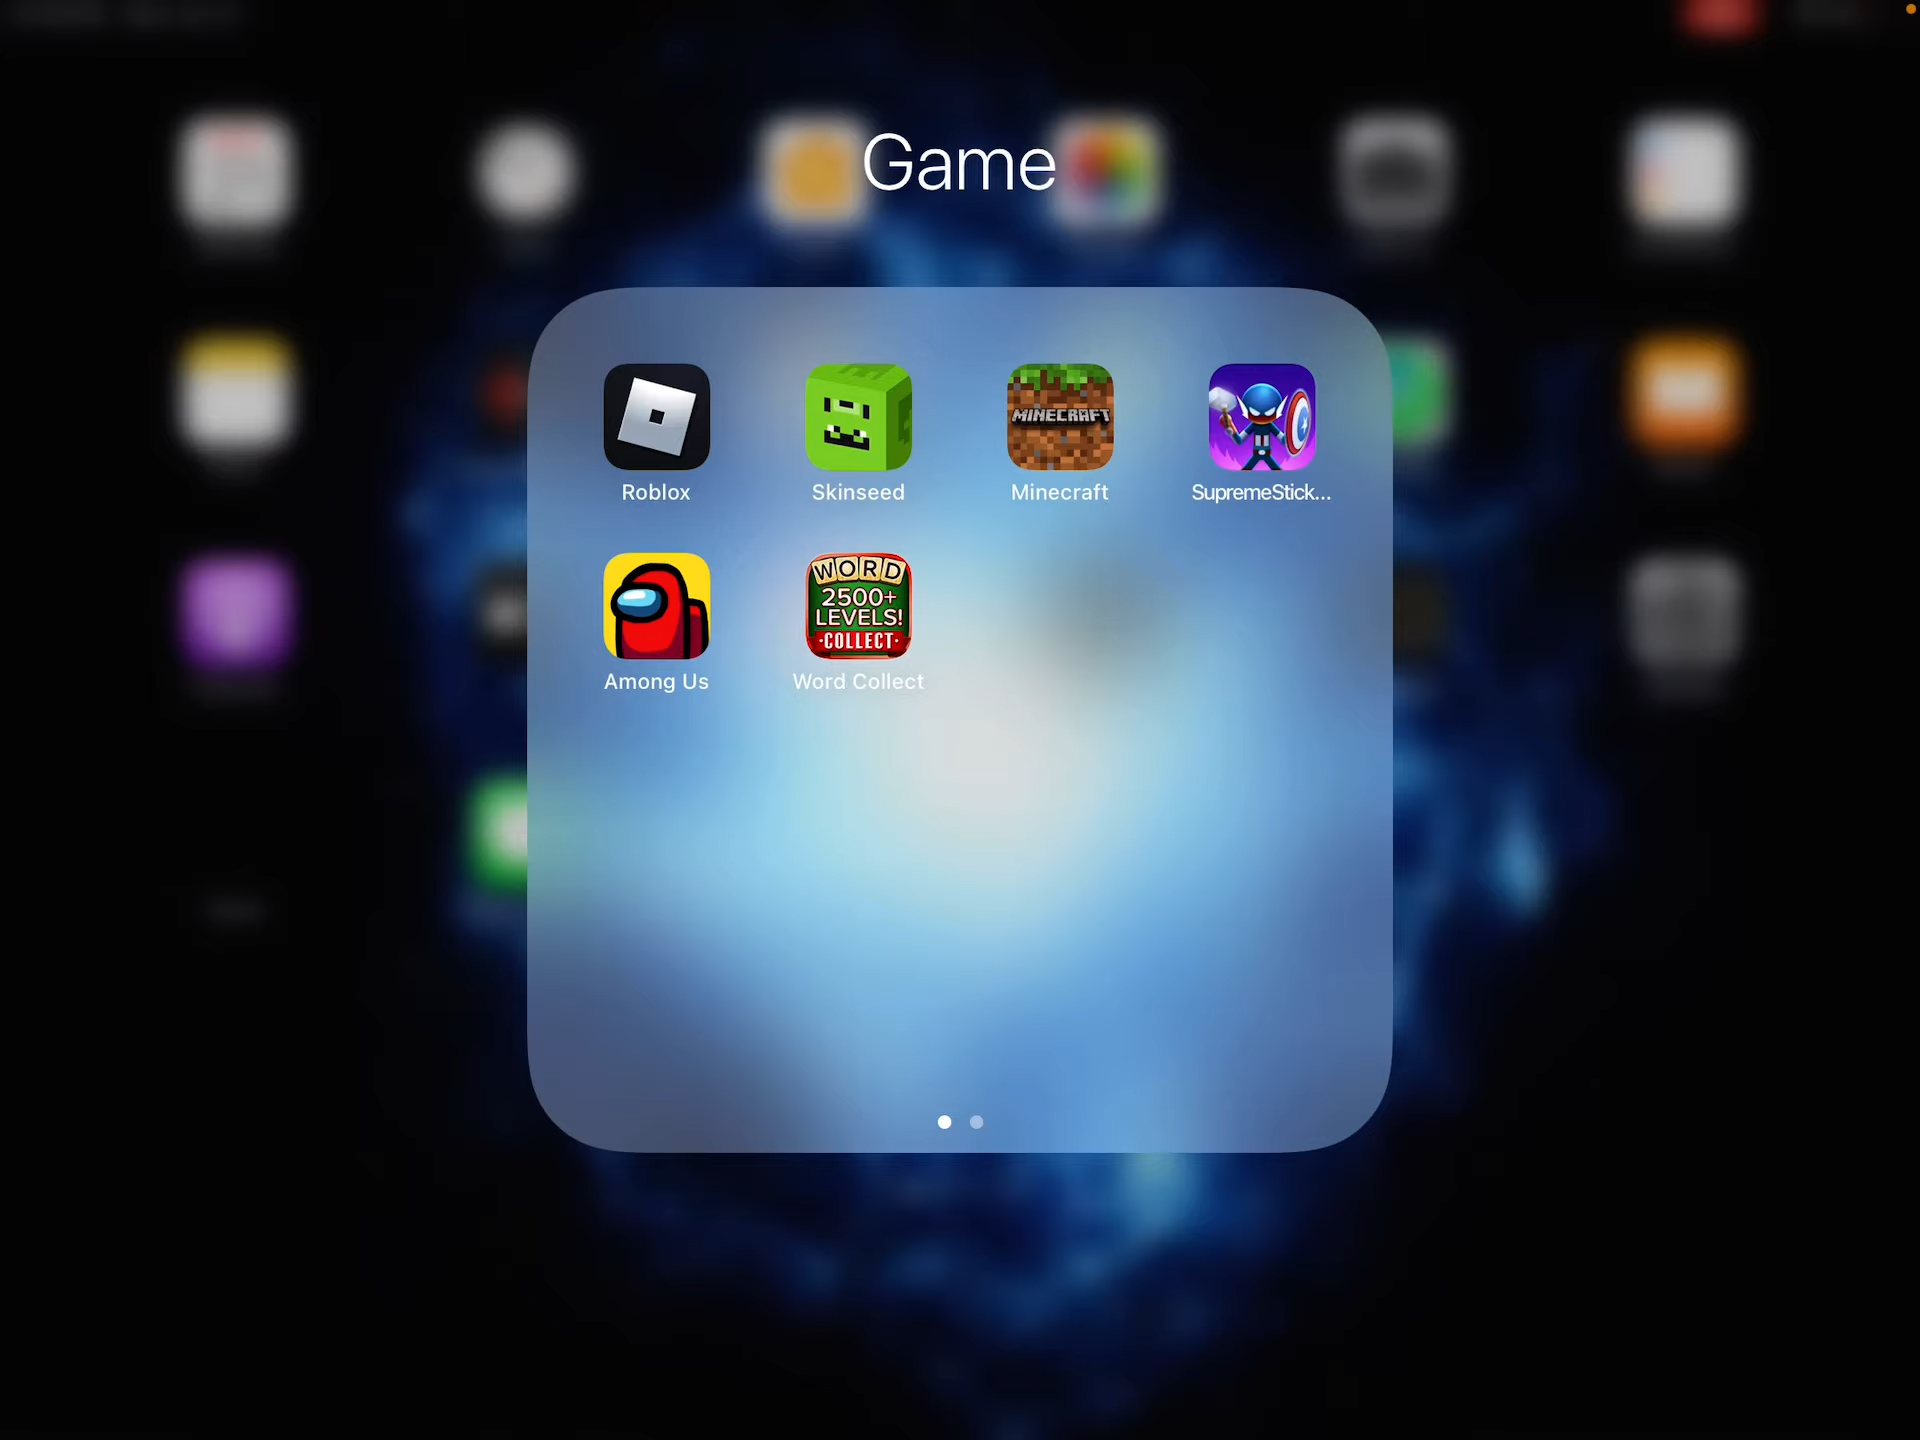 Game
Roblox
Skinseed
MINECRAFT
Minecraft
SupremeStick...
Among Us
WORD
2500+
LEVELS!
·COLLECT·
Word Collect